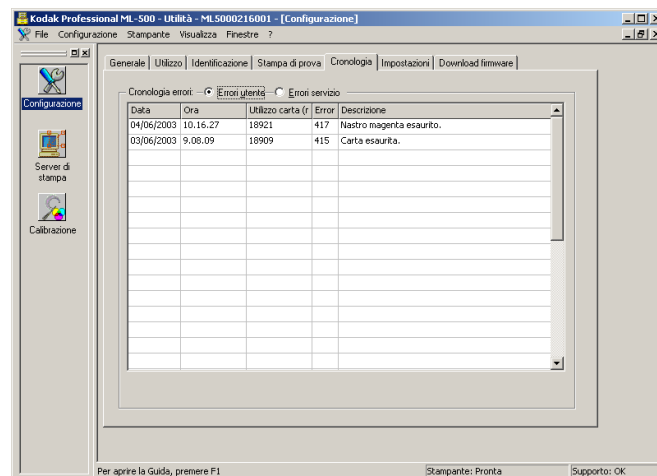 Kodak Professional ML-500 - Utilità - ML5000216001 - [Configurazione]
File Configurazione Stampante Visualizza Finestre ?
Configurazione
Server di
stampa
Calibrazione
Generale Utilizzo Identificazione Stampa di prova Cronologia Impostazioni Download firmware
Cronologia errori: Errori utente Errori servizio
Data Ora Utilizzo carta (r Error Descrizione
04/06/2003 10.16.27 18921 417 Nastro magenta esaurito.
03/06/2003 9.08.09 18909 415 Carta esaurita.
Per aprire la Guida, premere F1 Stampante: Pronta Supporto: OK